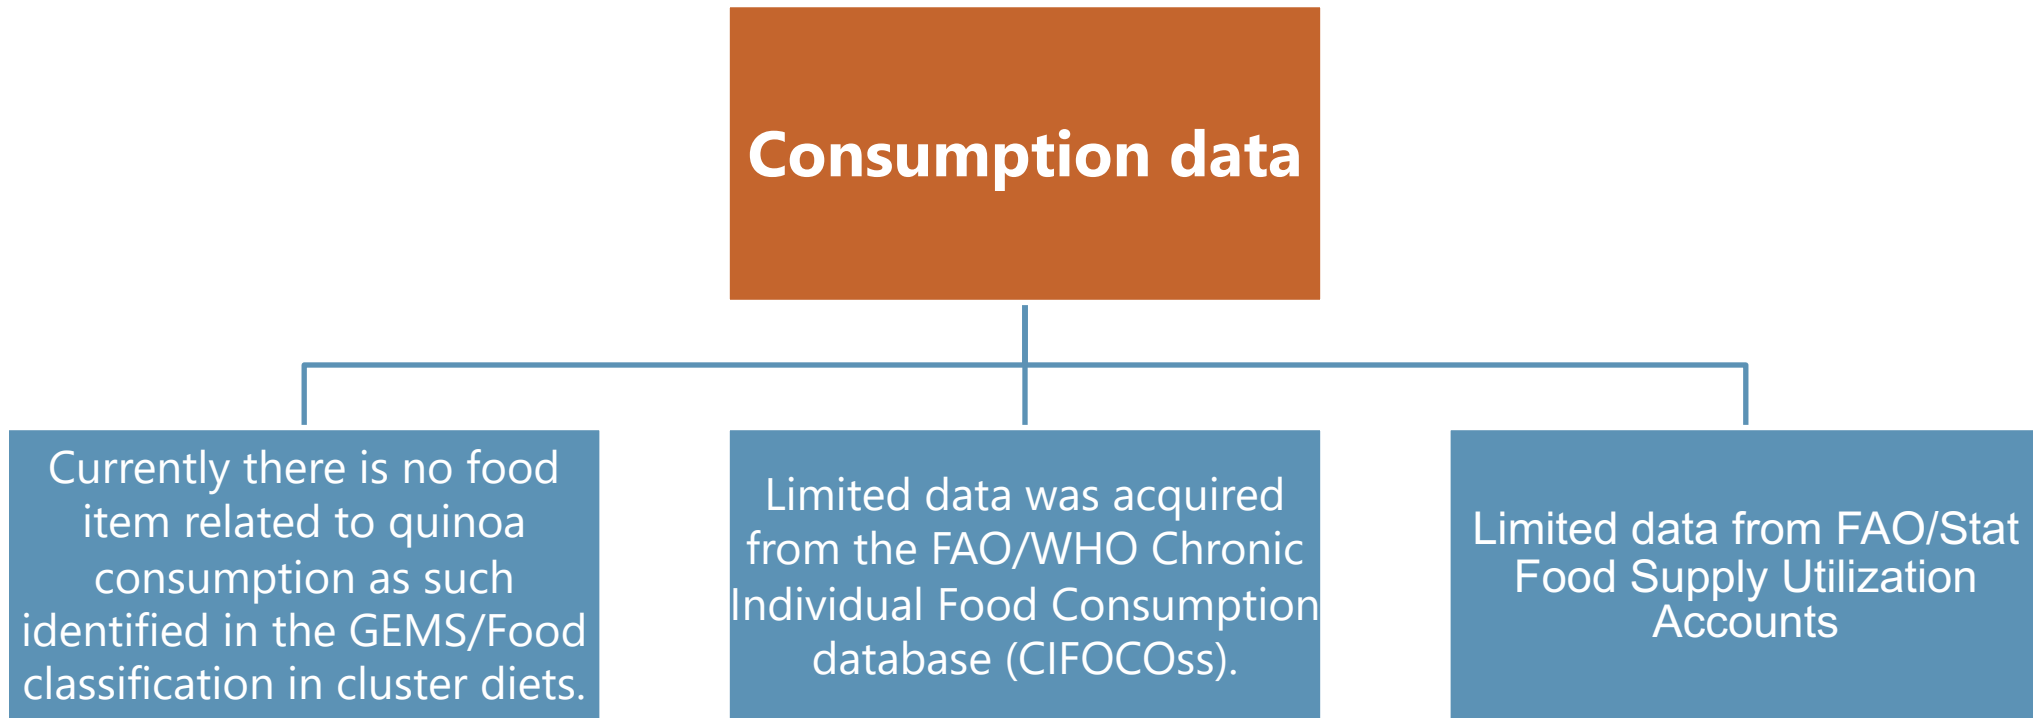 Consumption data
Currently there is no food
item related to quinoa
consumption as such
identified in the GEMS/Food
classification in cluster diets.
Limited data was acquired
from the FAO/WHO Chronic
Individual Food Consumption
database (CIFOCOss).
Limited data from FAO/Stat
Food Supply Utilization
Accounts